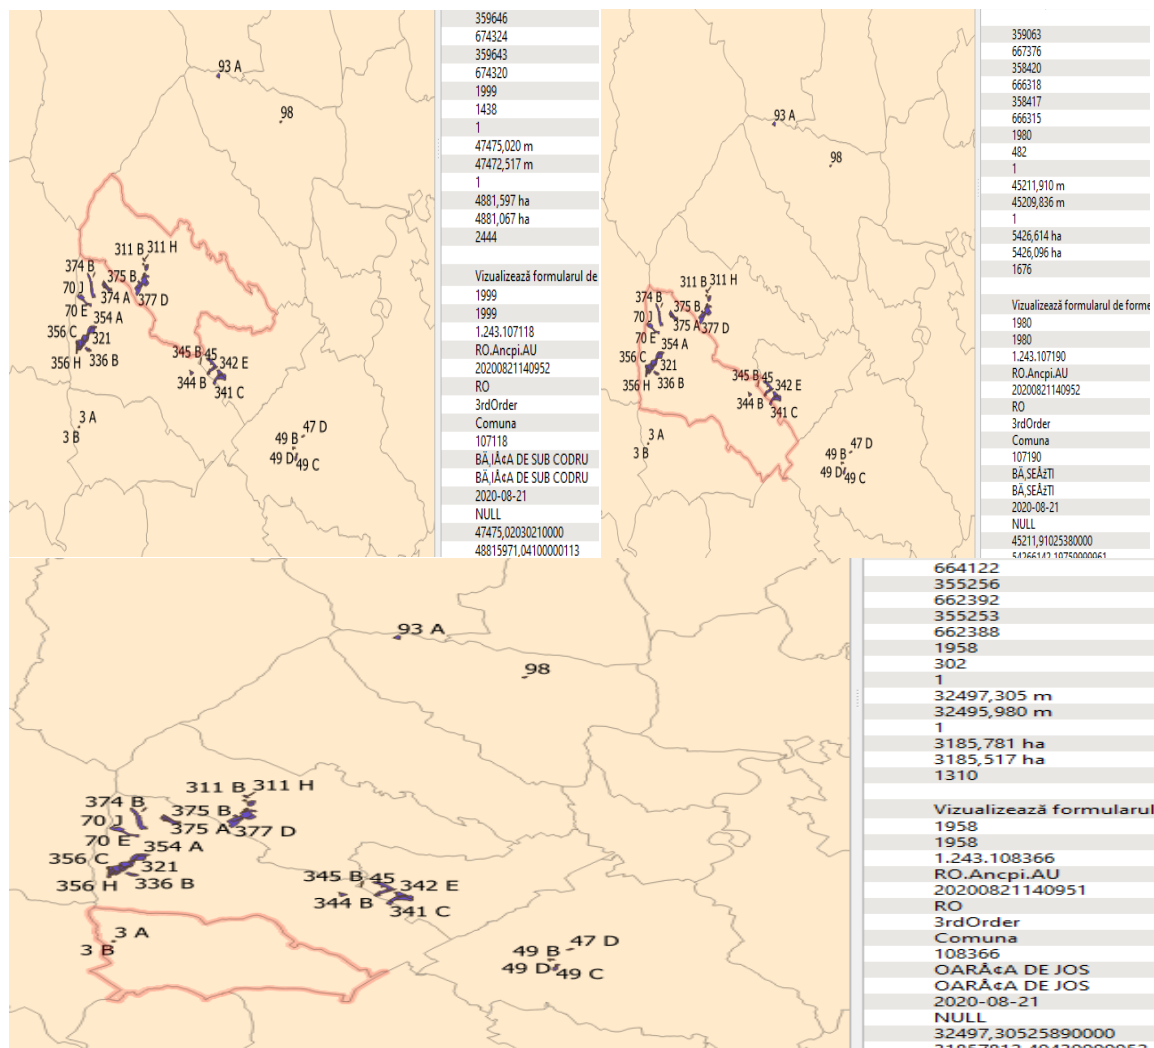 93 A
98
311 B 311 H
374 B
375 B
70 J
374 A
377 D
70 E
354 A
356 C
321
356 H
336 B
345 B 45
342 E
344 B
341 C
3 A
3 B
47 D
49 B
49 D
49 C
359646
674324
359643
674320
1999
1438
1
47475,020 m
47472,517 m
1
4881,597 ha
4881,067 ha
2444
Vizualizează formularul de
1999
1999
1.243.107118
RO.Ancpi.AU
20200821140952
RO
3rdOrder
Comuna
107118
BÄ‚IÅ¢A DE SUB CODRU
BÄ‚IÅ¢A DE SUB CODRU
2020-08-21
NULL
47475,02030210000
48815971,04100000113
93 A
98
311 B 311 H
374 B
375 B
70 J
375 A
377 D
70 E
354 A
356 C
321
356 H
336 B
345 B 45
342 E
344 B
341 C
3 A
3 B
47 D
49 B
49 D
49 C
359063
667376
358420
666318
358417
666315
1980
482
1
45211,910 m
45209,836 m
1
5426,614 ha
5426,096 ha
1676
Vizualizează formularul de forme
1980
1980
1.243.107190
RO.Ancpi.AU
20200821140952
RO
3rdOrder
Comuna
107190
BÄ‚SEÅžTI
BÄ‚SEÅžTI
2020-08-21
NULL
45211,91025380000
93 A
98
311 B 311 H
374 B
375 B
70 J
375 A
377 D
70 E
354 A
356 C
321
356 H
336 B
345 B 45
342 E
344 B
341 C
3 A
3 B
47 D
49 B
49 D
49 C
664122
355256
662392
355253
662388
1958
302
1
32497,305 m
32495,980 m
1
3185,781 ha
3185,517 ha
1310
Vizualizează formularul
1958
1958
1.243.108366
RO.Ancpi.AU
20200821140951
RO
3rdOrder
Comuna
108366
OARÅ¢A DE JOS
OARÅ¢A DE JOS
2020-08-21
NULL
32497,30525890000